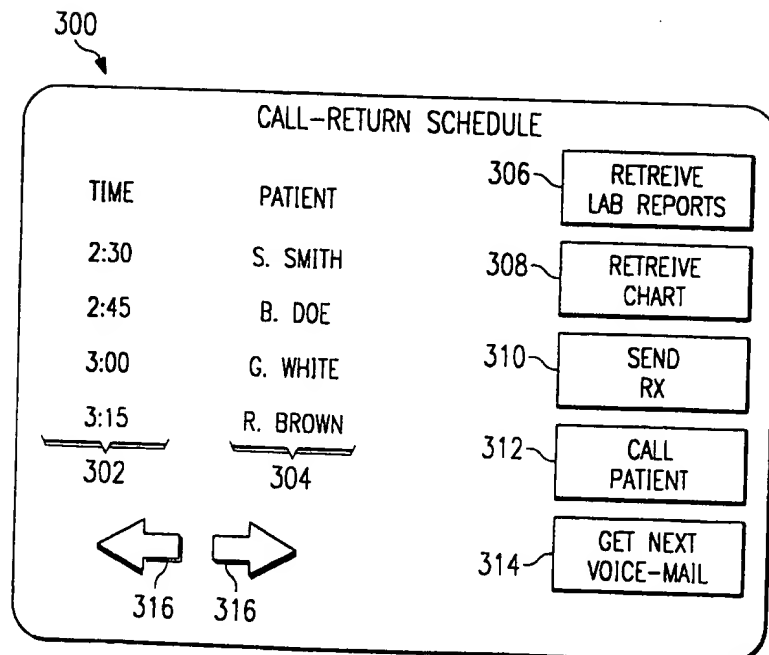 300
CALL-RETURN SCHEDULE
TIME PATIENT
2:30 S. SMITH
2:45 B. DOE
3:00 G. WHITE
3:15 R. BROWN
302 304
316 316
306 RETREIVE
LAB REPORTS
308 RETREIVE
CHART
310 SEND
RX
312 CALL
PATIENT
314 GET NEXT
VOICE-MAIL